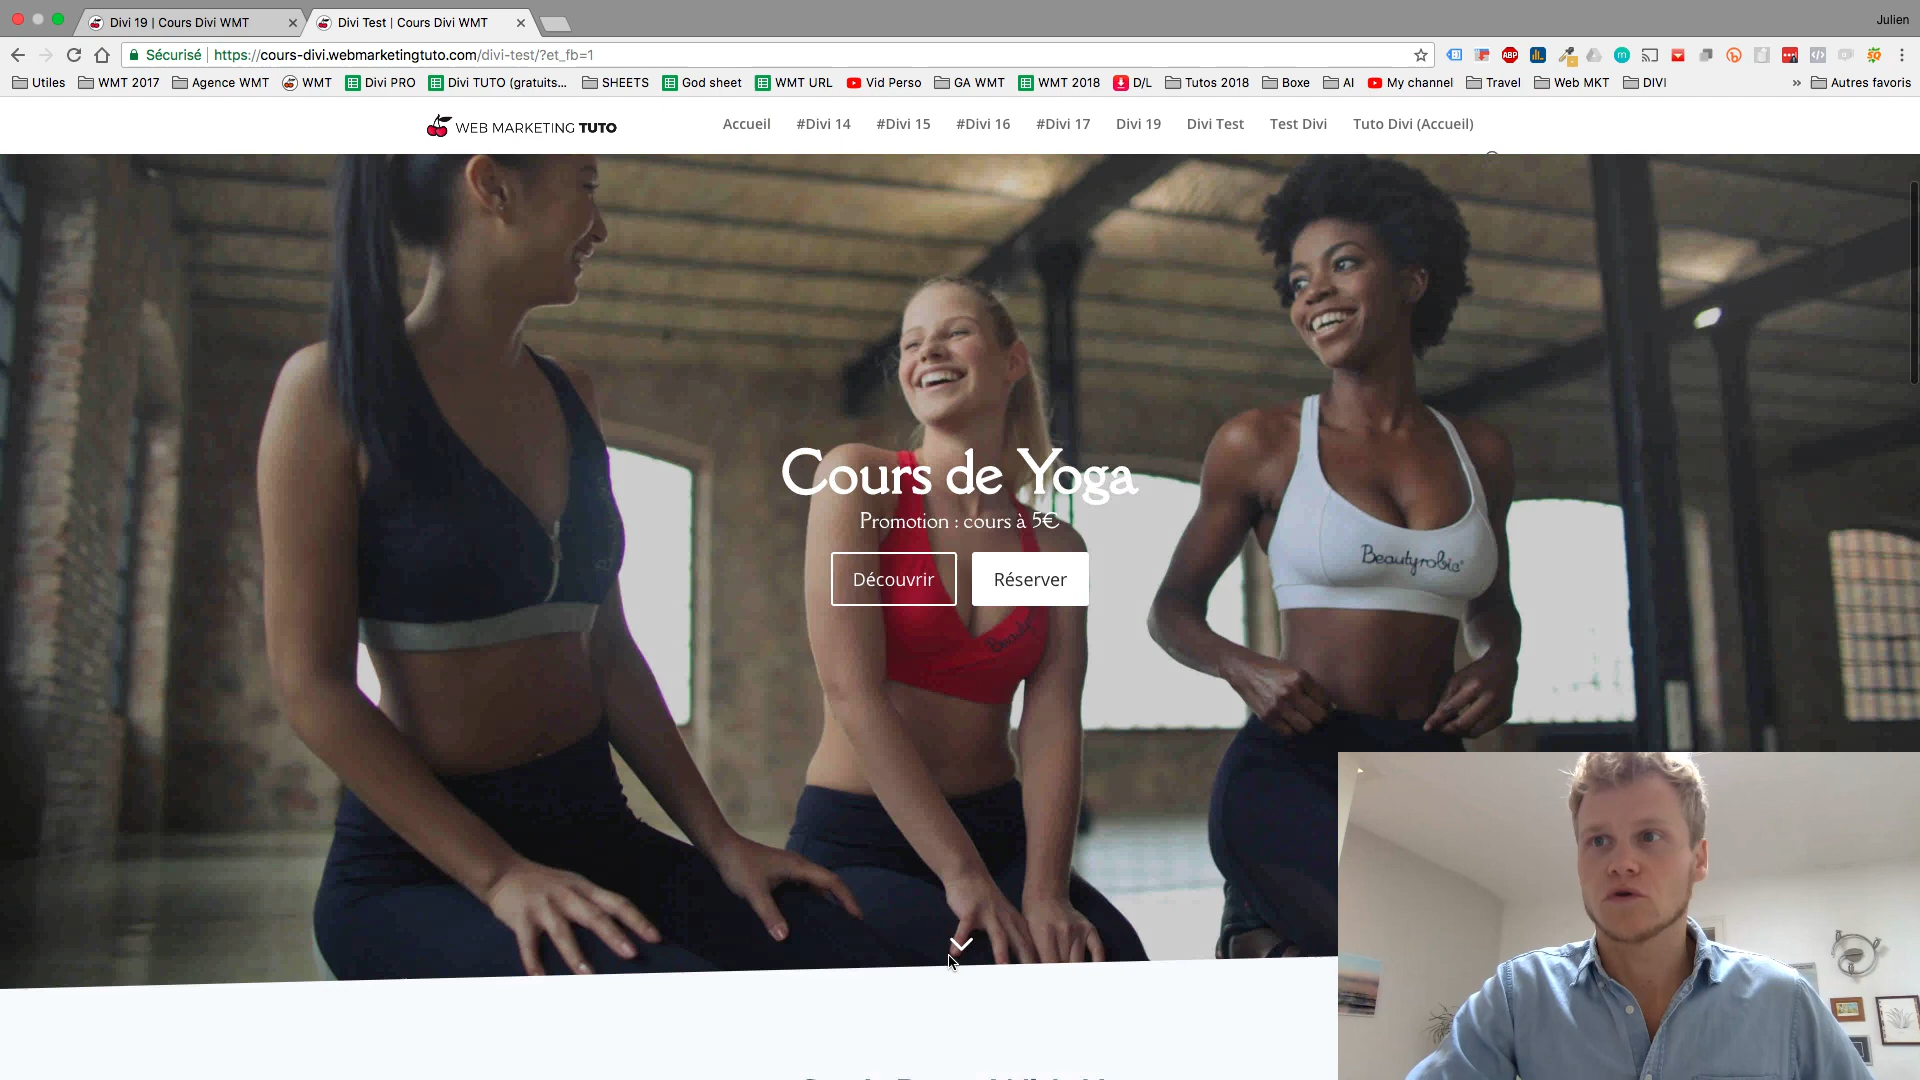 Julien
Divi 19 | Cours Divi WMT
Divi Test | Cours Divi WMT
Sécurisé
https://cours-divi.webmarketingtuto.com/divi-test/?et_fb=1
Utiles
WMT 2017
Agence WMT
WMT
Divi PRO
Divi TUTO (gratuits...
SHEETS
God sheet
WMT URL
Vid Perso
GA WMT
WMT 2018
D/L
Tutos 2018
Boxe
AI
My channel
Travel
Web MKT
DIVI
»
Autres favoris
WEB MARKETING TUTO
Accueil
#Divi 14
#Divi 15
#Divi 16
#Divi 17
Divi 19
Divi Test
Test Divi
Tuto Divi (Accueil)
Cours de Yoga
Promotion : cours à 5€
Découvrir
Réserver
Beautyrobic